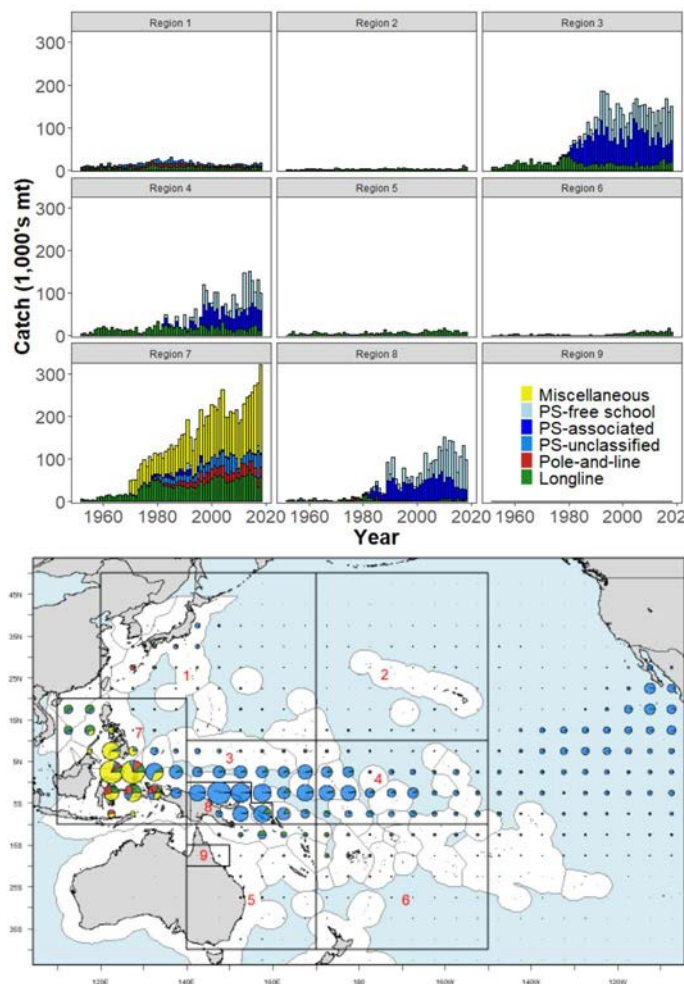 Region 1 Region 2 Region 3
300
200
100
0
Region 4 Region 5 Region 6
300
200
100
0
Region 7 Region 8 Region 9
300
200
100
0
Catch (1,000's mt)
Miscellaneous
PS-free school
PS-associated
PS-unclassified
Pole-and-line
Longline
1960 1980 2000 2020 1960 1980 2000 2020 1960 1980 2000 2020
Year
45N
35N
25N
15N
5N
5S
15S
25S
35S
1
2
7
3
4
8
9
5
6
120E 140E 160E 180 160W 140W 120W